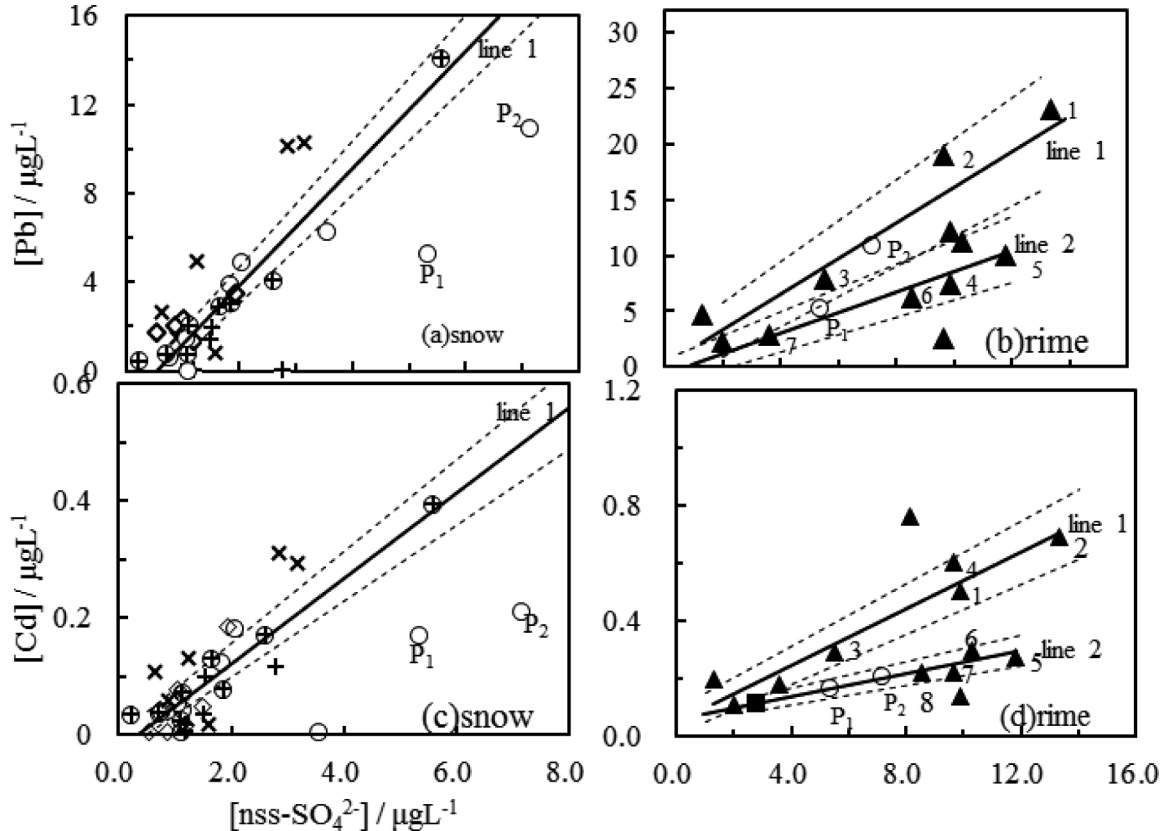 [Pb] / μgL⁻¹
16
12
8
4
0
line 1
P₂
P₁
(a)snow
30
25
20
15
10
5
0
1
2
line 1
P₂
3
line 2
5
4
6
P₁
7
(b)rime
[Cd] / μgL⁻¹
0.6
0.4
0.2
0.0
line 1
P₂
P₁
(c)snow
0.0 2.0 4.0 6.0 8.0
[nss-SO₄²⁻] / μgL⁻¹
1.2
0.8
0.4
0.0
line 1
2
4
1
3
6
line 2
5
7
8
P₁
P₂
(d)rime
0.0 4.0 8.0 12.0 16.0